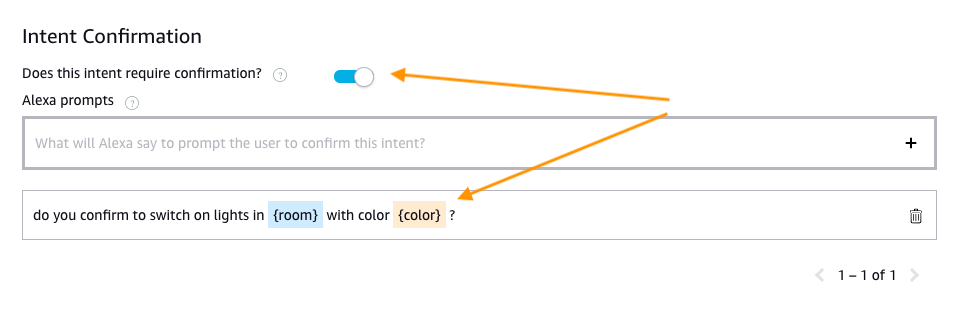 Intent Confirmation
Does this intent require confirmation? ?
Alexa prompts ?
What will Alexa say to prompt the user to confirm this intent? +
do you confirm to switch on lights in {room} with color {color} ?
< 1 – 1 of 1 >